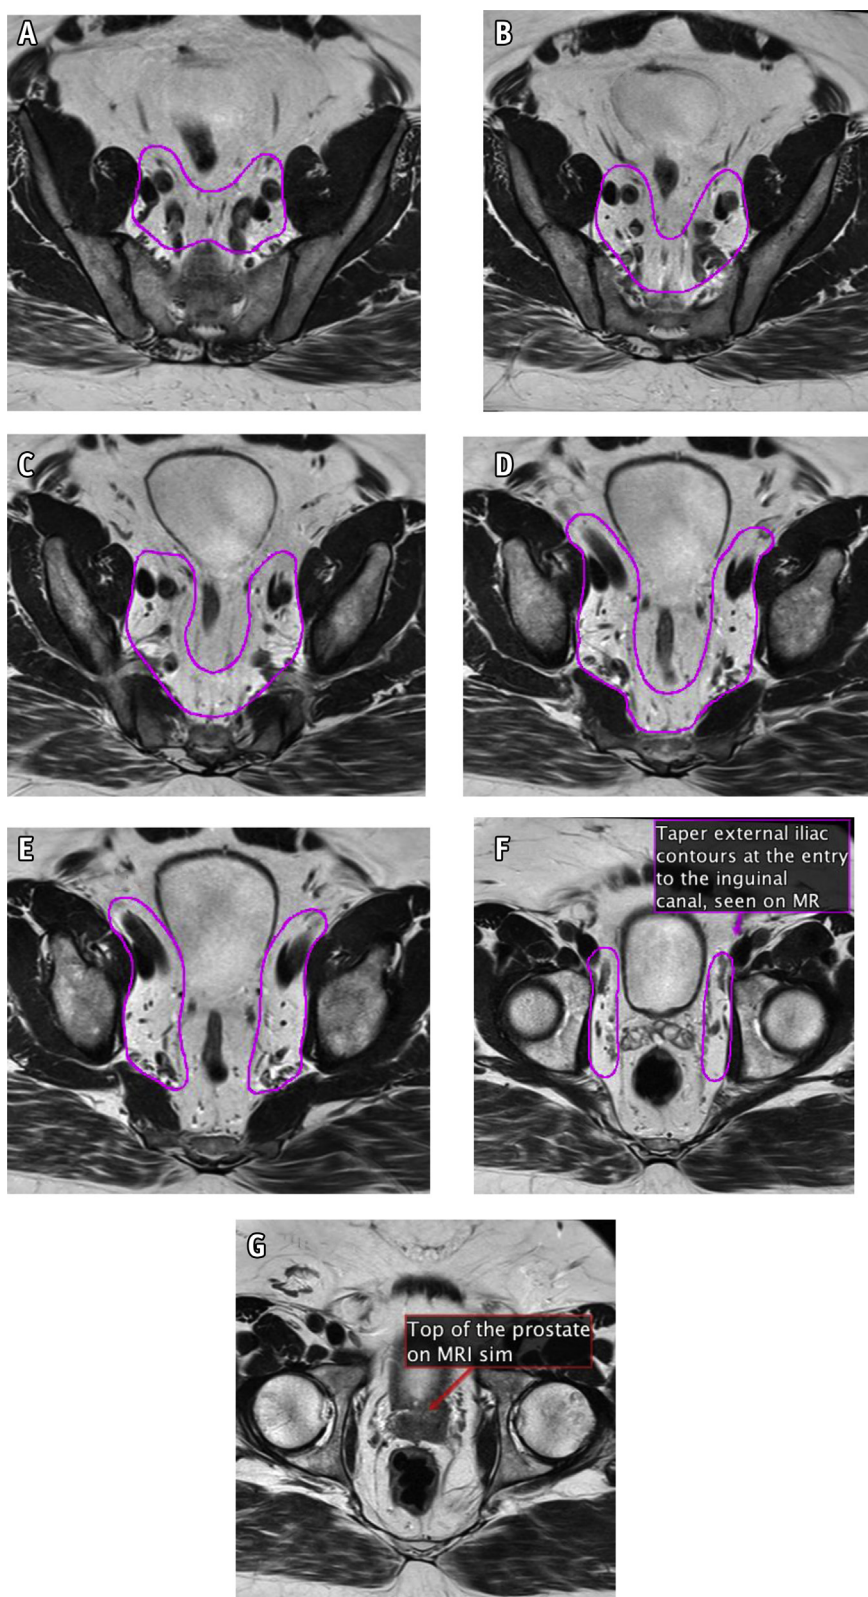 A
B
C
D
E
F
Taper external iliac
contours at the entry
to the inguinal
canal, seen on MR
G
Top of the prostate
on MRI sim